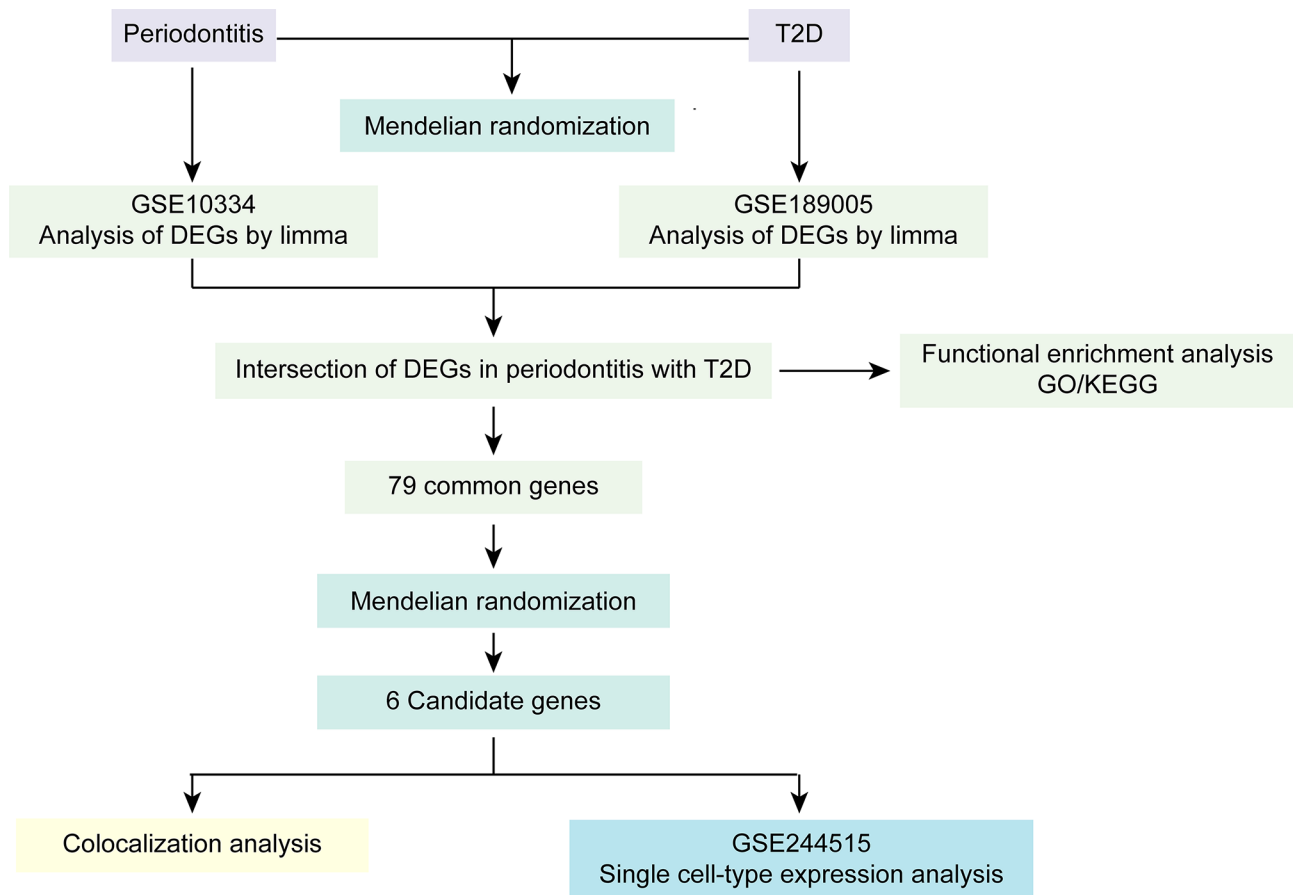 Periodontitis
T2D
Mendelian randomization
GSE10334
Analysis of DEGs by limma
GSE189005
Analysis of DEGs by limma
Intersection of DEGs in periodontitis with T2D
Functional enrichment analysis
GO/KEGG
79 common genes
Mendelian randomization
6 Candidate genes
Colocalization analysis
GSE244515
Single cell-type expression analysis